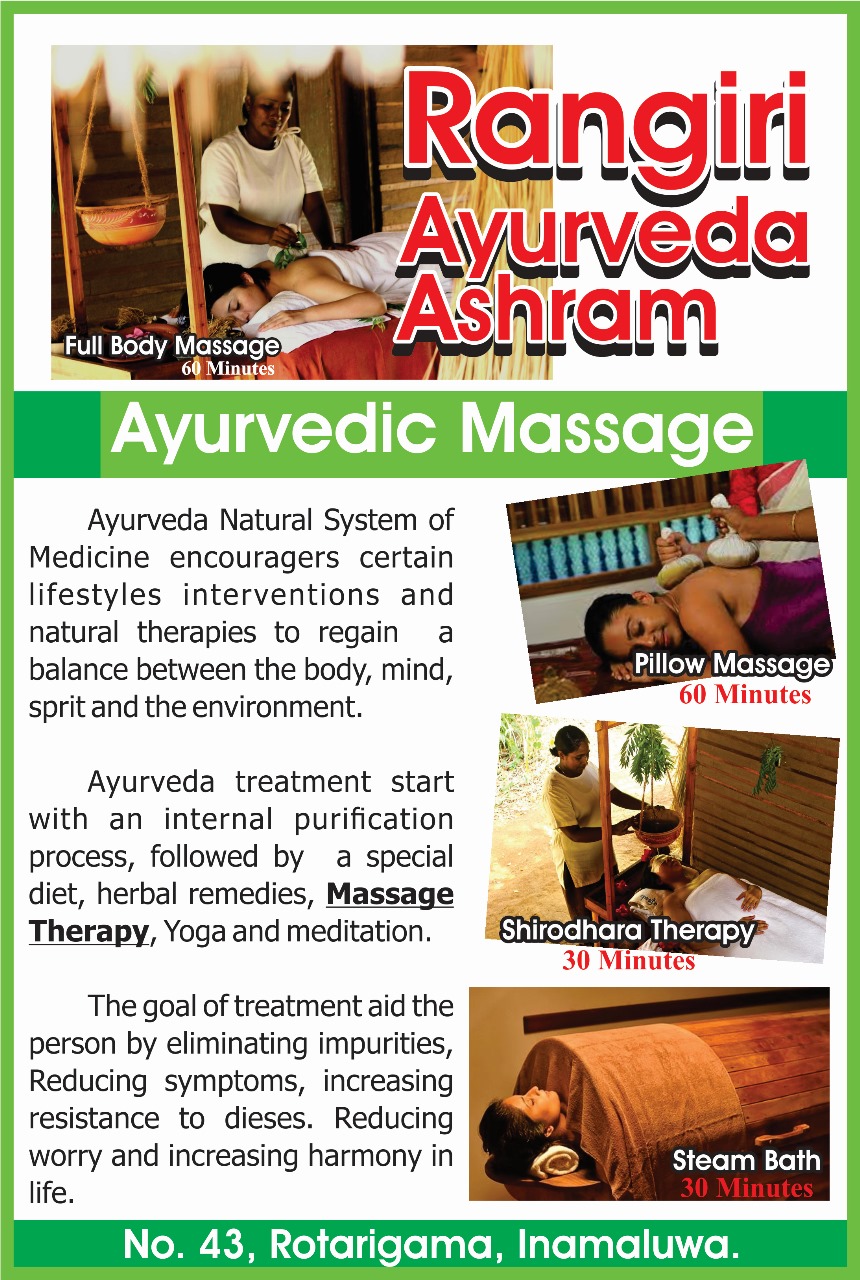 Rangiri
Ayurveda
Ashram
Full Body Massage
60 Minutes
Ayurvedic Massage
Ayurveda Natural System of
Medicine encouragers certain
lifestyles interventions and
natural therapies to regain a
balance between the body, mind,
sprit and the environment.
Ayurveda treatment start
with an internal purification
process, followed by a special
diet, herbal remedies, Massage
Therapy, Yoga and meditation.
The goal of treatment aid the
person by eliminating impurities,
Reducing symptoms, increasing
resistance to dieses. Reducing
worry and increasing harmony in
life.
Pillow Massage
60 Minutes
Shirodhara Therapy
30 Minutes
Steam Bath
30 Minutes
No. 43, Rotarigama, Inamaluwa.